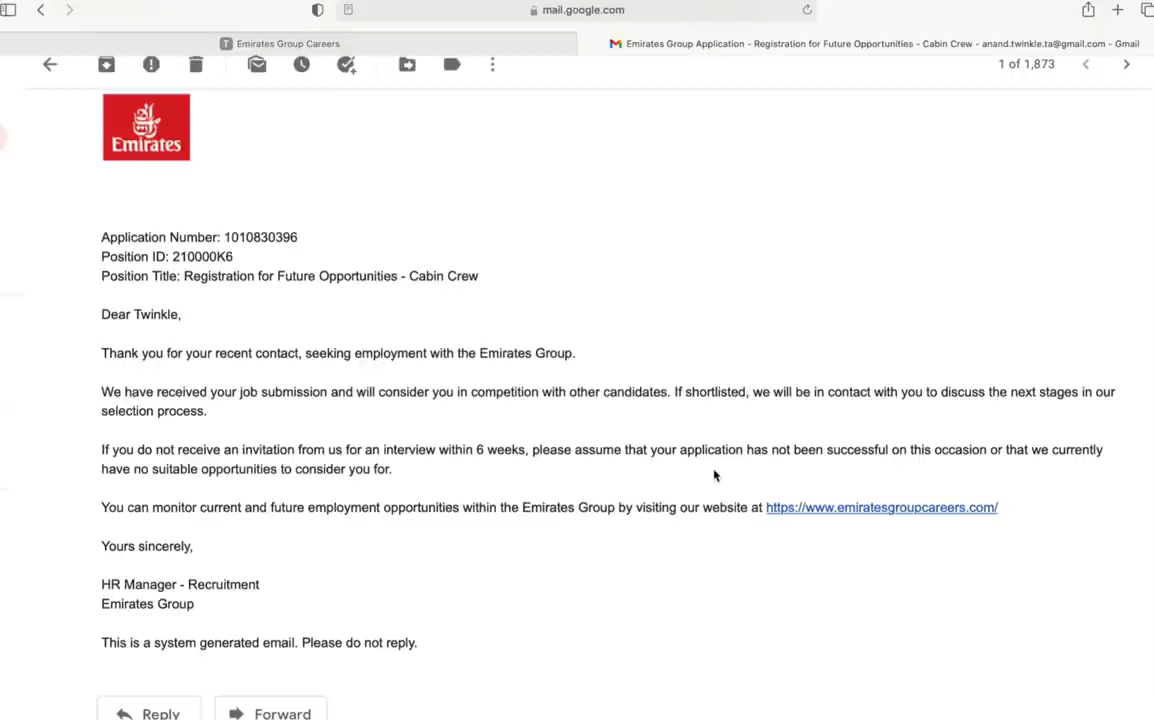 mail.google.com
Emirates Group Careers
Emirates Group Application - Registration for Future Opportunities - Cabin Crew - anand.twinkle.ta@gmail.com - Gmail
1 of 1,873
Emirates
Application Number: 1010830396
Position ID: 210000K6
Position Title: Registration for Future Opportunities - Cabin Crew
Dear Twinkle,
Thank you for your recent contact, seeking employment with the Emirates Group.
We have received your job submission and will consider you in competition with other candidates. If shortlisted, we will be in contact with you to discuss the next stages in our
selection process.
If you do not receive an invitation from us for an interview within 6 weeks, please assume that your application has not been successful on this occasion or that we currently
have no suitable opportunities to consider you for.
You can monitor current and future employment opportunities within the Emirates Group by visiting our website at https://www.emiratesgroupcareers.com/
Yours sincerely,
HR Manager - Recruitment
Emirates Group
This is a system generated email. Please do not reply.
Reply Forward